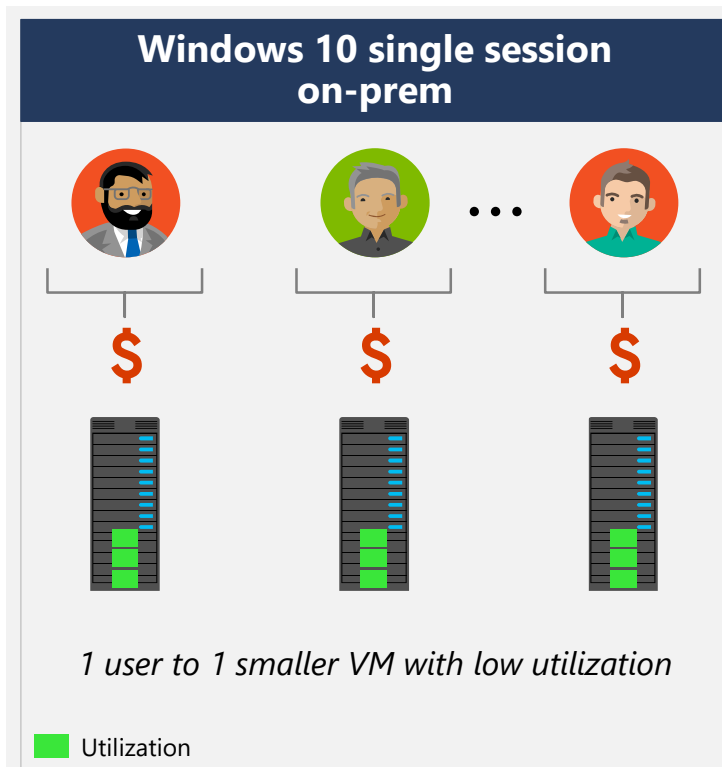 Windows 10 single session
on-prem
...
$ $ $
1 user to 1 smaller VM with low utilization
Utilization